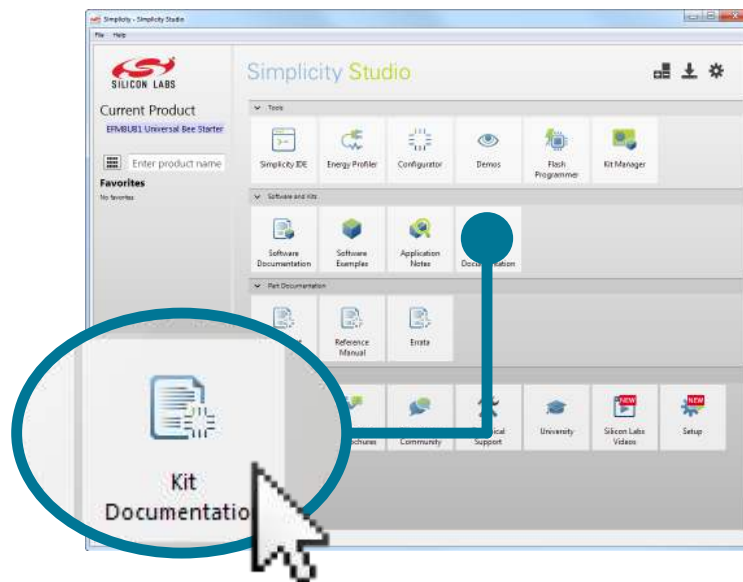 Simplicity - Simplicity Studio
File Help
SILICON LABS
Simplicity Studio
Current Product
EFM8UB1 Universal Bee Starter
Enter product name
Favorites
No favorites
Tools
Simplicity IDE
Energy Profiler
Configurator
Demos
Flash
Programmer
Kit Manager
Software and Kits
Software
Documentation
Software
Examples
Application
Notes
Part Documentation
Reference
Manual
Errata
Community
Support
University
NEW
Silicon Labs
Videos
NEW
Setup
Kit
Documentatio